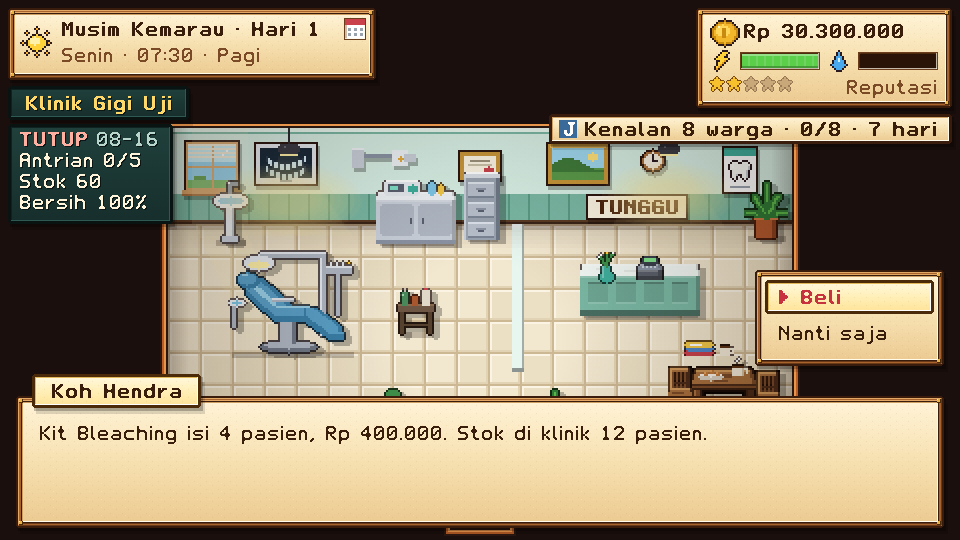 Musim Kemarau · Hari 1
Senin · 07:30 · Pagi
Rp 30.300.000
Reputasi
Klinik Gigi Uji
TUTUP 08-16
Antrian 0/5
Stok 60
Bersih 100%
J Kenalan 8 warga · 0/8 · 7 hari
TUNGGU
Beli
Nanti saja
Koh Hendra
Kit Bleaching isi 4 pasien, Rp 400.000. Stok di klinik 12 pasien.